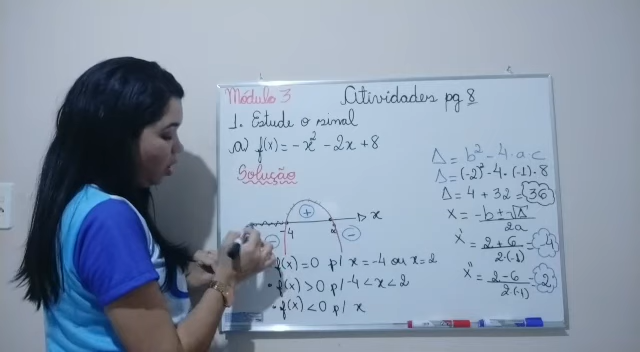 Módulo 3 Atividades pg 8
1. Estude o sinal
a) f(x) = -x² - 2x + 8
Solução
+
x
-4 2
- -
f(x) = 0 p/ x = -4 ou x = 2
• f(x) > 0 p/ -4 < x < 2
• f(x) < 0 p/ x
Δ = b² - 4 · a · c
Δ = (-2)² - 4 · (-1) · 8
Δ = 4 + 32 = 36
x = -b ± √Δ / 2a
x' = 2 + 6 / 2·(-1) = -4
x'' = 2 - 6 / 2·(-1) = 2